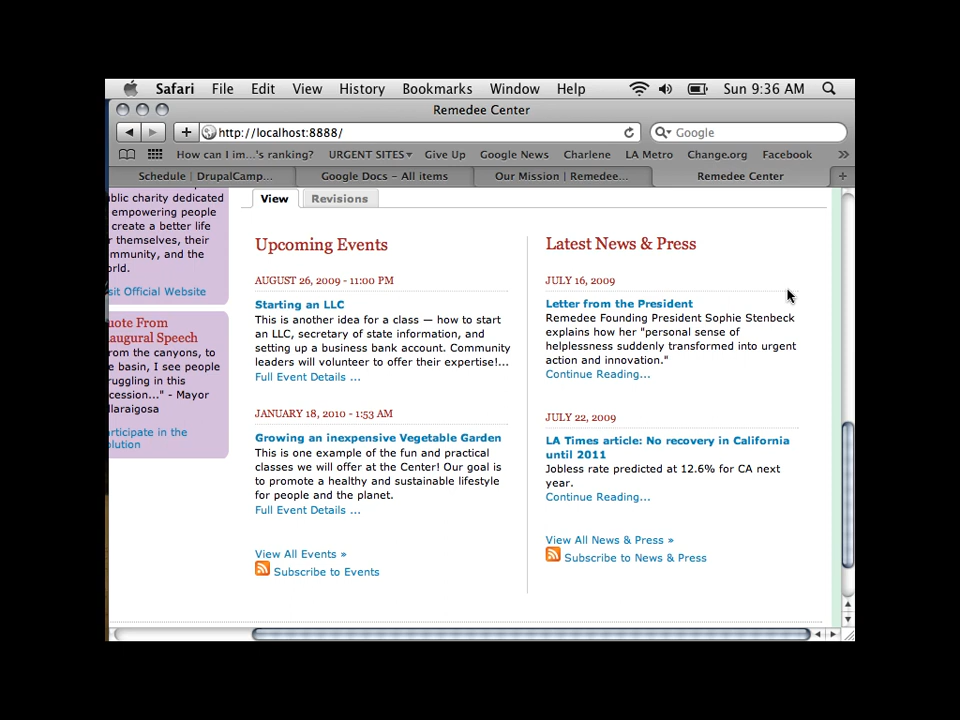 Safari File Edit View History Bookmarks Window Help Sun 9:36 AM
Remedee Center
http://localhost:8888/ Google
How can I im...'s ranking? URGENT SITES Give Up Google News Charlene LA Metro Change.org Facebook
Schedule | DrupalCamp... Google Docs – All items Our Mission | Remedee... Remedee Center
View Revisions
ublic charity dedicated
empowering people
create a better life
r themselves, their
mmunity, and the
orld.
sit Official Website
uote From
augural Speech
rom the canyons, to
e basin, I see people
ruggling in this
cession..." - Mayor
llaraigosa
articipate in the
olution
Upcoming Events
AUGUST 26, 2009 - 11:00 PM
Starting an LLC
This is another idea for a class — how to start
an LLC, secretary of state information, and
setting up a business bank account. Community
leaders will volunteer to offer their expertise!...
Full Event Details ...
JANUARY 18, 2010 - 1:53 AM
Growing an inexpensive Vegetable Garden
This is one example of the fun and practical
classes we will offer at the Center! Our goal is
to promote a healthy and sustainable lifestyle
for people and the planet.
Full Event Details ...
View All Events »
Subscribe to Events
Latest News & Press
JULY 16, 2009
Letter from the President
Remedee Founding President Sophie Stenbeck
explains how her "personal sense of
helplessness suddenly transformed into urgent
action and innovation."
Continue Reading...
JULY 22, 2009
LA Times article: No recovery in California
until 2011
Jobless rate predicted at 12.6% for CA next
year.
Continue Reading...
View All News & Press »
Subscribe to News & Press